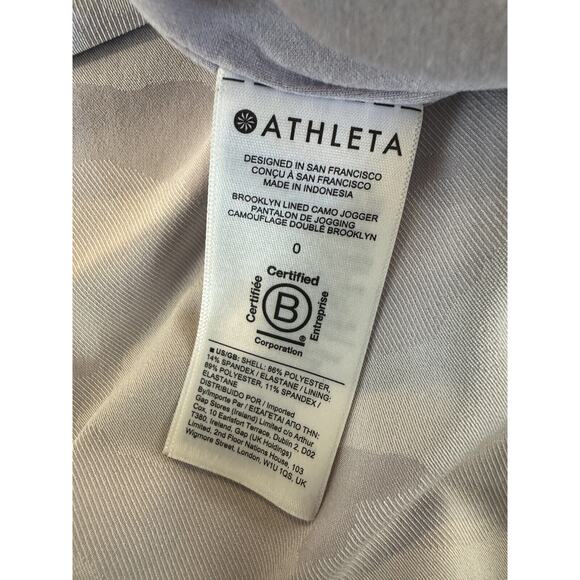 ATHLETA
DESIGNED IN SAN FRANCISCO
CONÇU À SAN FRANCISCO
MADE IN INDONESIA
BROOKLYN LINED CAMO JOGGER
PANTALON DE JOGGING
CAMOUFLAGE DOUBLÉ BROOKLYN
0
Certified
Certifiée
B
®
Entreprise
Corporation
■ US/GB: SHELL: 86% POLYESTER,
14% SPANDEX / ELASTANE / LINING:
89% POLYESTER, 11% SPANDEX /
ELASTANE
DISTRIBUIDO POR / Imported
By/Importe Par / ΕΙΣΑΓΕΤΑΙ ΑΠΟ ΤΗΝ:
Gap Stores (Ireland) Limited c/o Arthur
Cox, 10 Earlsfort Terrace, Dublin 2, D02
T380, Ireland, Gap (UK Holdings)
Limited, 2nd Floor Nations House, 103
Wigmore Street, London, W1U 1QS, UK